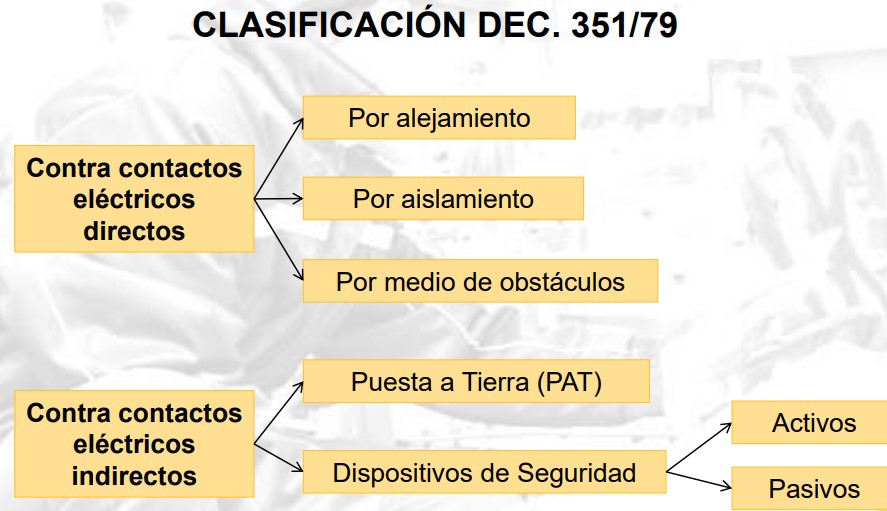 CLASIFICACIÓN DEC. 351/79
Por alejamiento
Contra contactos
eléctricos
directos
Por aislamiento
Por medio de obstáculos
Puesta a Tierra (PAT)
Contra contactos
eléctricos
indirectos
Dispositivos de Seguridad
Activos
Pasivos